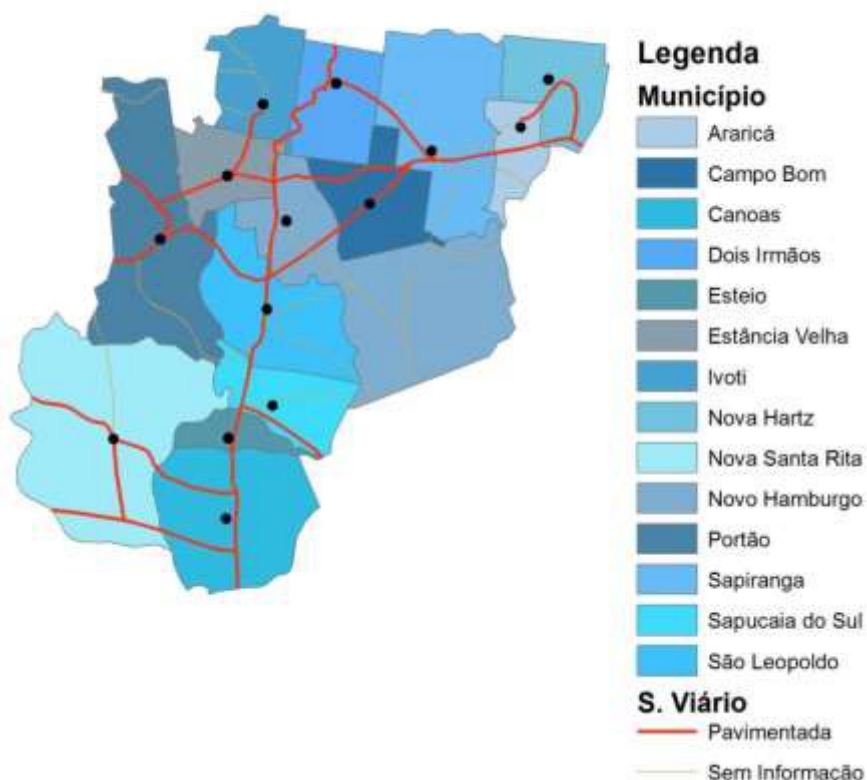 Legenda
Município
Araricá
Campo Bom
Canoas
Dois Irmãos
Esteio
Estância Velha
Ivoti
Nova Hartz
Nova Santa Rita
Novo Hamburgo
Portão
Sapiranga
Sapucaia do Sul
São Leopoldo
S. Viário
Pavimentada
Sem Informação